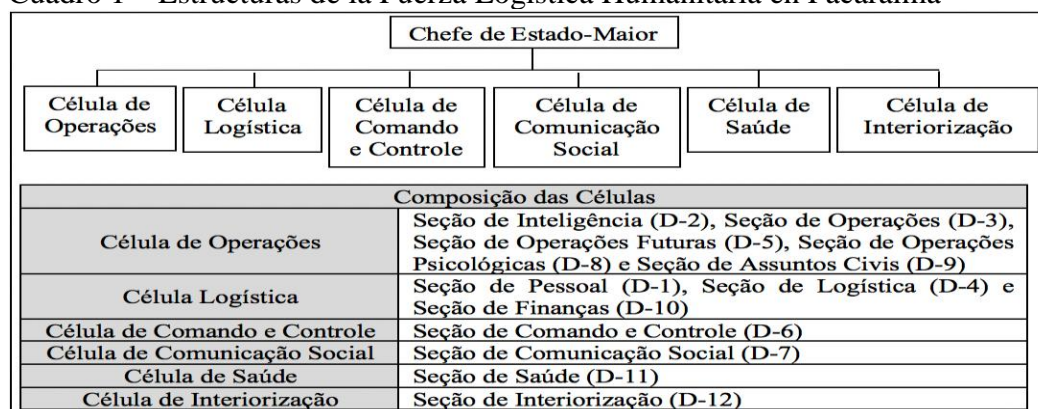 Cuadro 1 – Estructuras de la Fuerza Logística Humanitaria en Pacaraima
Chefe de Estado-Maior
Célula de
Operações
Célula
Logística
Célula de
Comando
e Controle
Célula de
Comunicação
Social
Célula de
Saúde
Célula de
Interiorização
Composição das Células
Célula de Operações
Seção de Inteligência (D-2), Seção de Operações (D-3),
Seção de Operações Futuras (D-5), Seção de Operações
Psicológicas (D-8) e Seção de Assuntos Civis (D-9)
Célula Logística
Seção de Pessoal (D-1), Seção de Logística (D-4) e
Seção de Finanças (D-10)
Célula de Comando e Controle
Seção de Comando e Controle (D-6)
Célula de Comunicação Social
Seção de Comunicação Social (D-7)
Célula de Saúde
Seção de Saúde (D-11)
Célula de Interiorização
Seção de Interiorização (D-12)